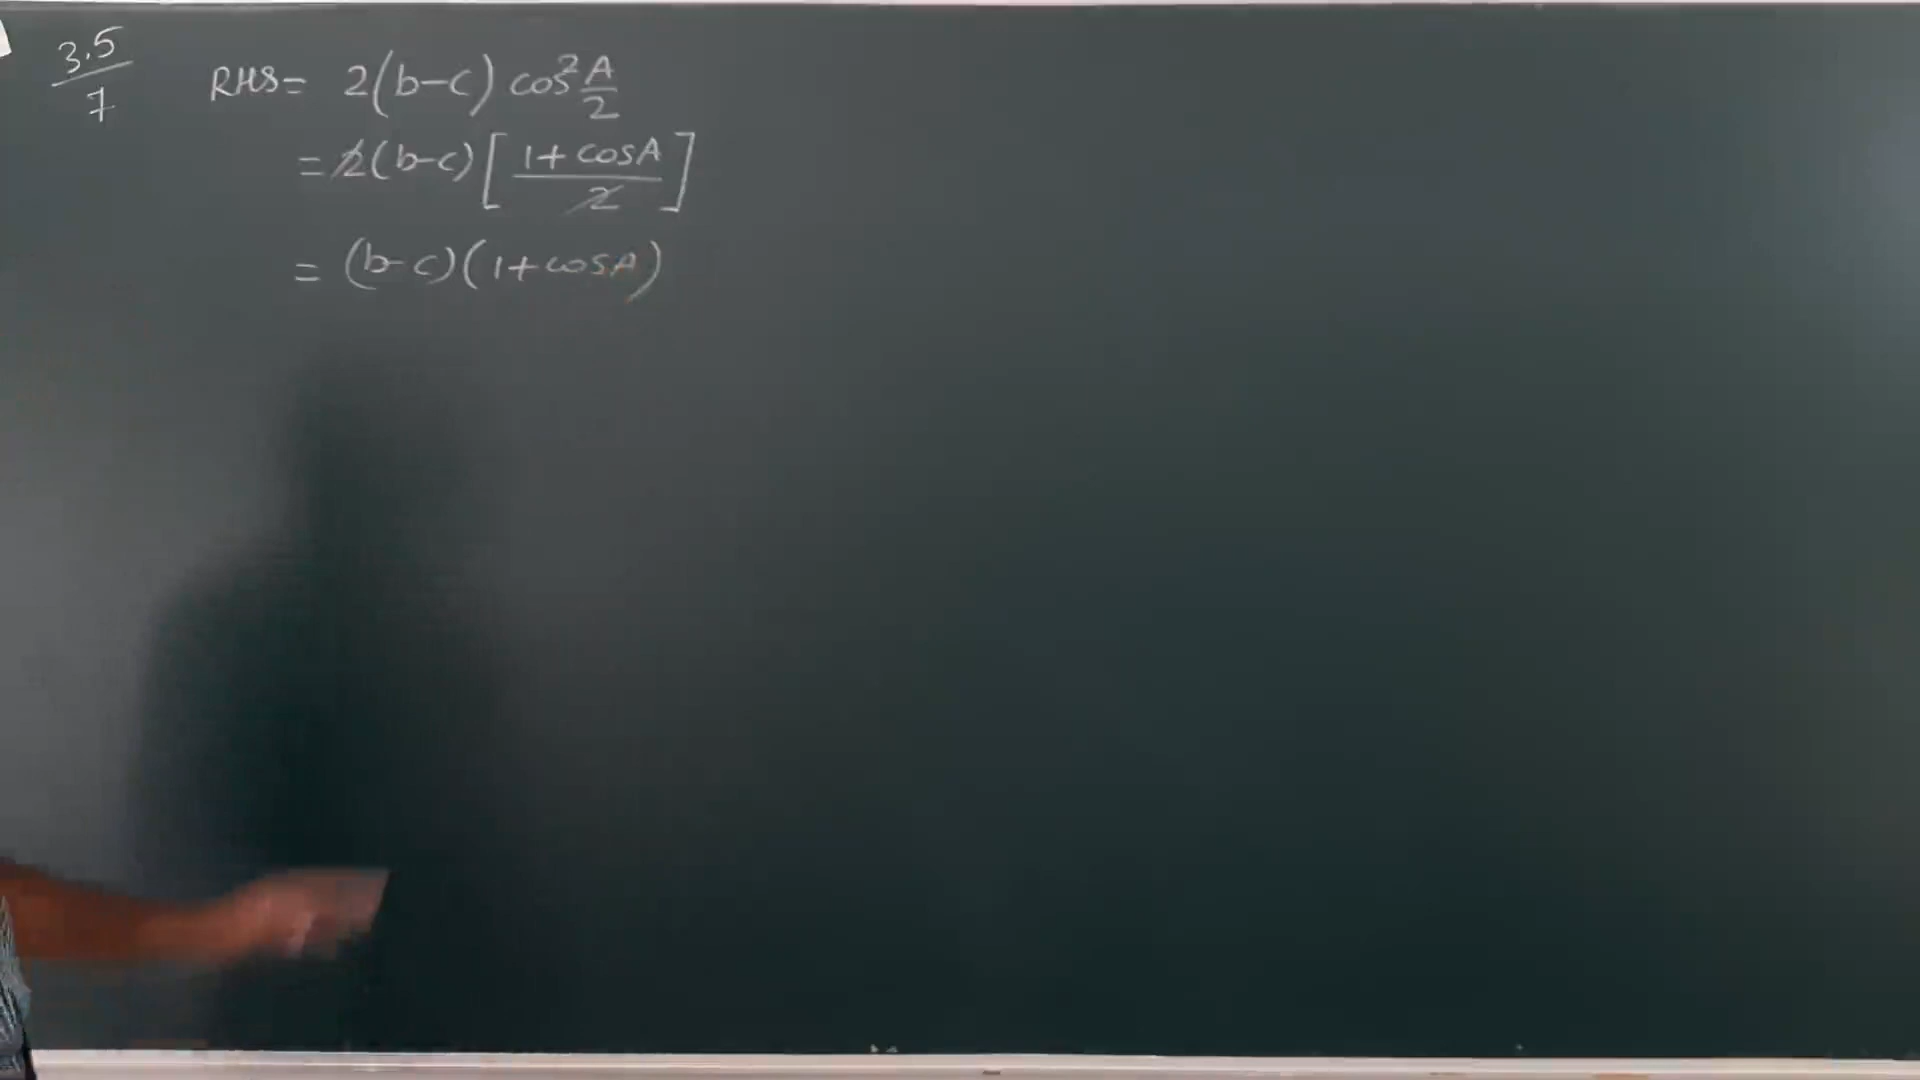 3.5/7
RHS = 2(b-c) cos² A/2
= 2(b-c) [ 1+cosA / 2 ]
= (b-c)(1+cosA)